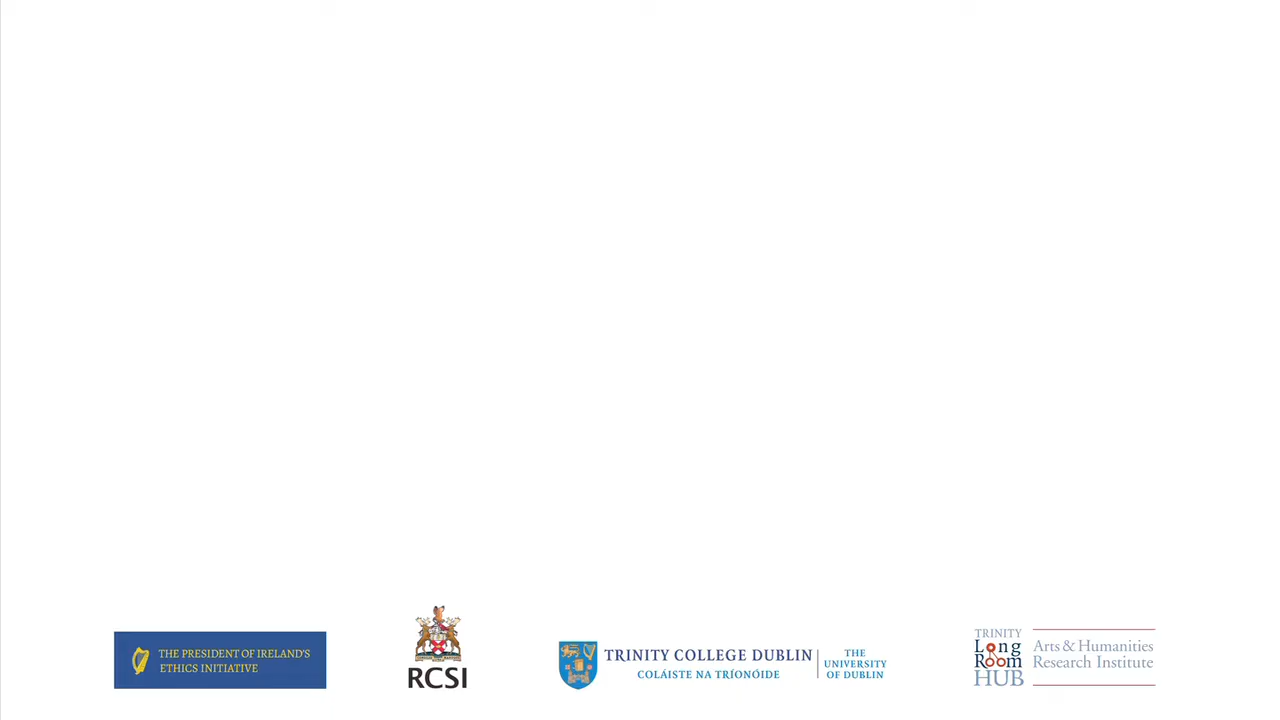 THE PRESIDENT OF IRELAND'S
ETHICS INITIATIVE
RCSI
TRINITY COLLEGE DUBLIN
COLÁISTE NA TRÍONÓIDE
THE
UNIVERSITY
OF DUBLIN
TRINITY
Long
Room
HUB
Arts & Humanities
Research Institute